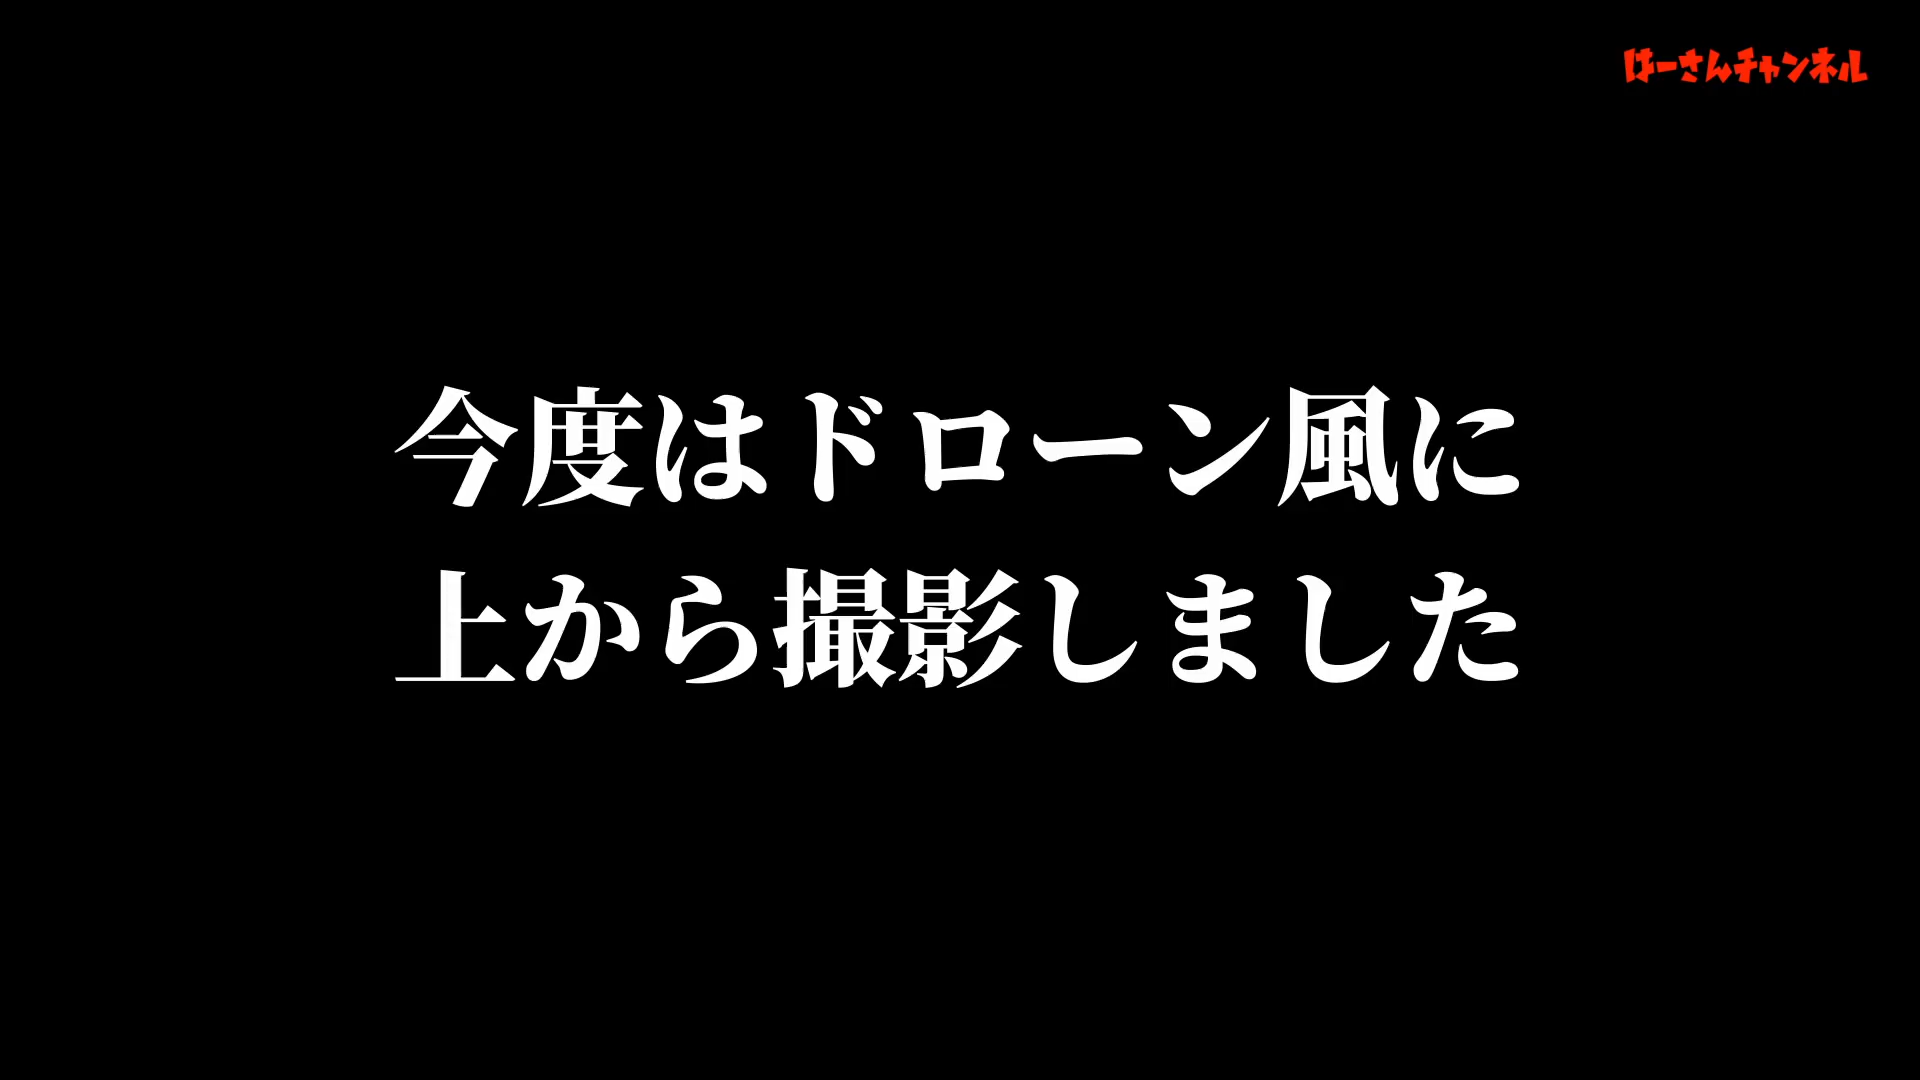 はーさんチャンネル
今度はドローン風に
上から撮影しました